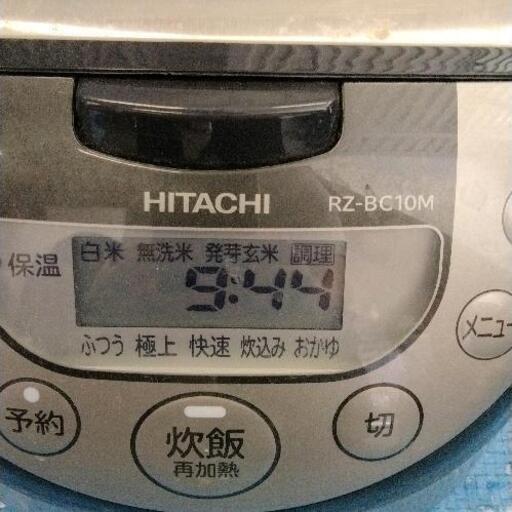 HITACHI RZ-BC10M
白米 無洗米 発芽玄米 調理
保温
9:44
ふつう 極上 快速 炊込み おかゆ
メニュー
予約
炊飯
再加熱
切